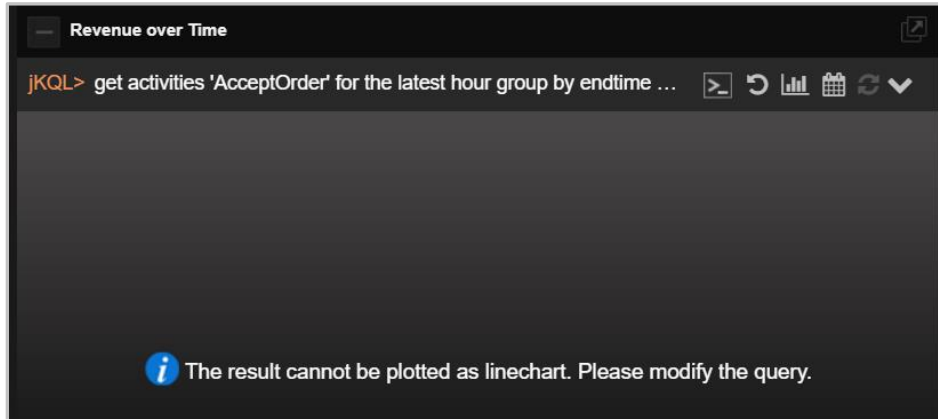 Revenue over Time
jKQL> get activities 'AcceptOrder' for the latest hour group by endtime ...
The result cannot be plotted as linechart. Please modify the query.